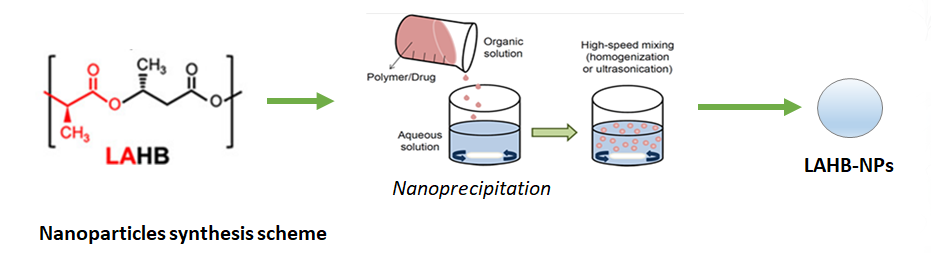 O
CH₃
O
O
O
CH₃
LAHB
Polymer/Drug
Organic
solution
Aqueous
solution
High-speed mixing
(homogenization
or ultrasonication)
Nanoprecipitation
LAHB-NPs
Nanoparticles synthesis scheme